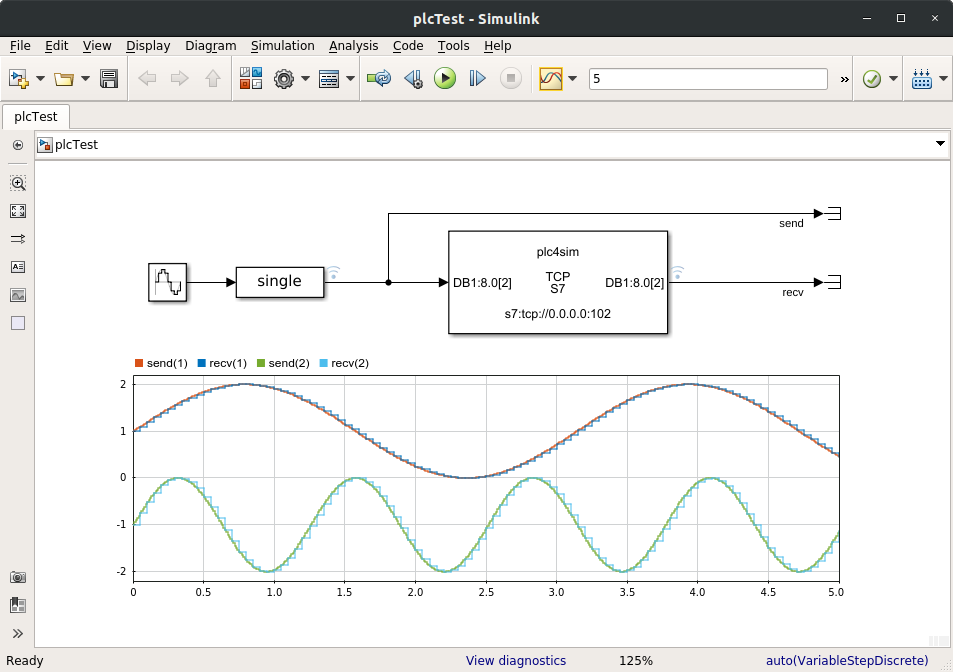 plcTest - Simulink
File Edit View Display Diagram Simulation Analysis Code Tools Help
5 »
plcTest
plcTest
send
single
plc4sim
DB1:8.0[2] TCP DB1:8.0[2]
S7
s7:tcp://0.0.0.0:102
recv
send(1) recv(1) send(2) recv(2)
2
1
0
-1
-2
0 0.5 1.0 1.5 2.0 2.5 3.0 3.5 4.0 4.5 5.0
Ready View diagnostics 125% auto(VariableStepDiscrete)